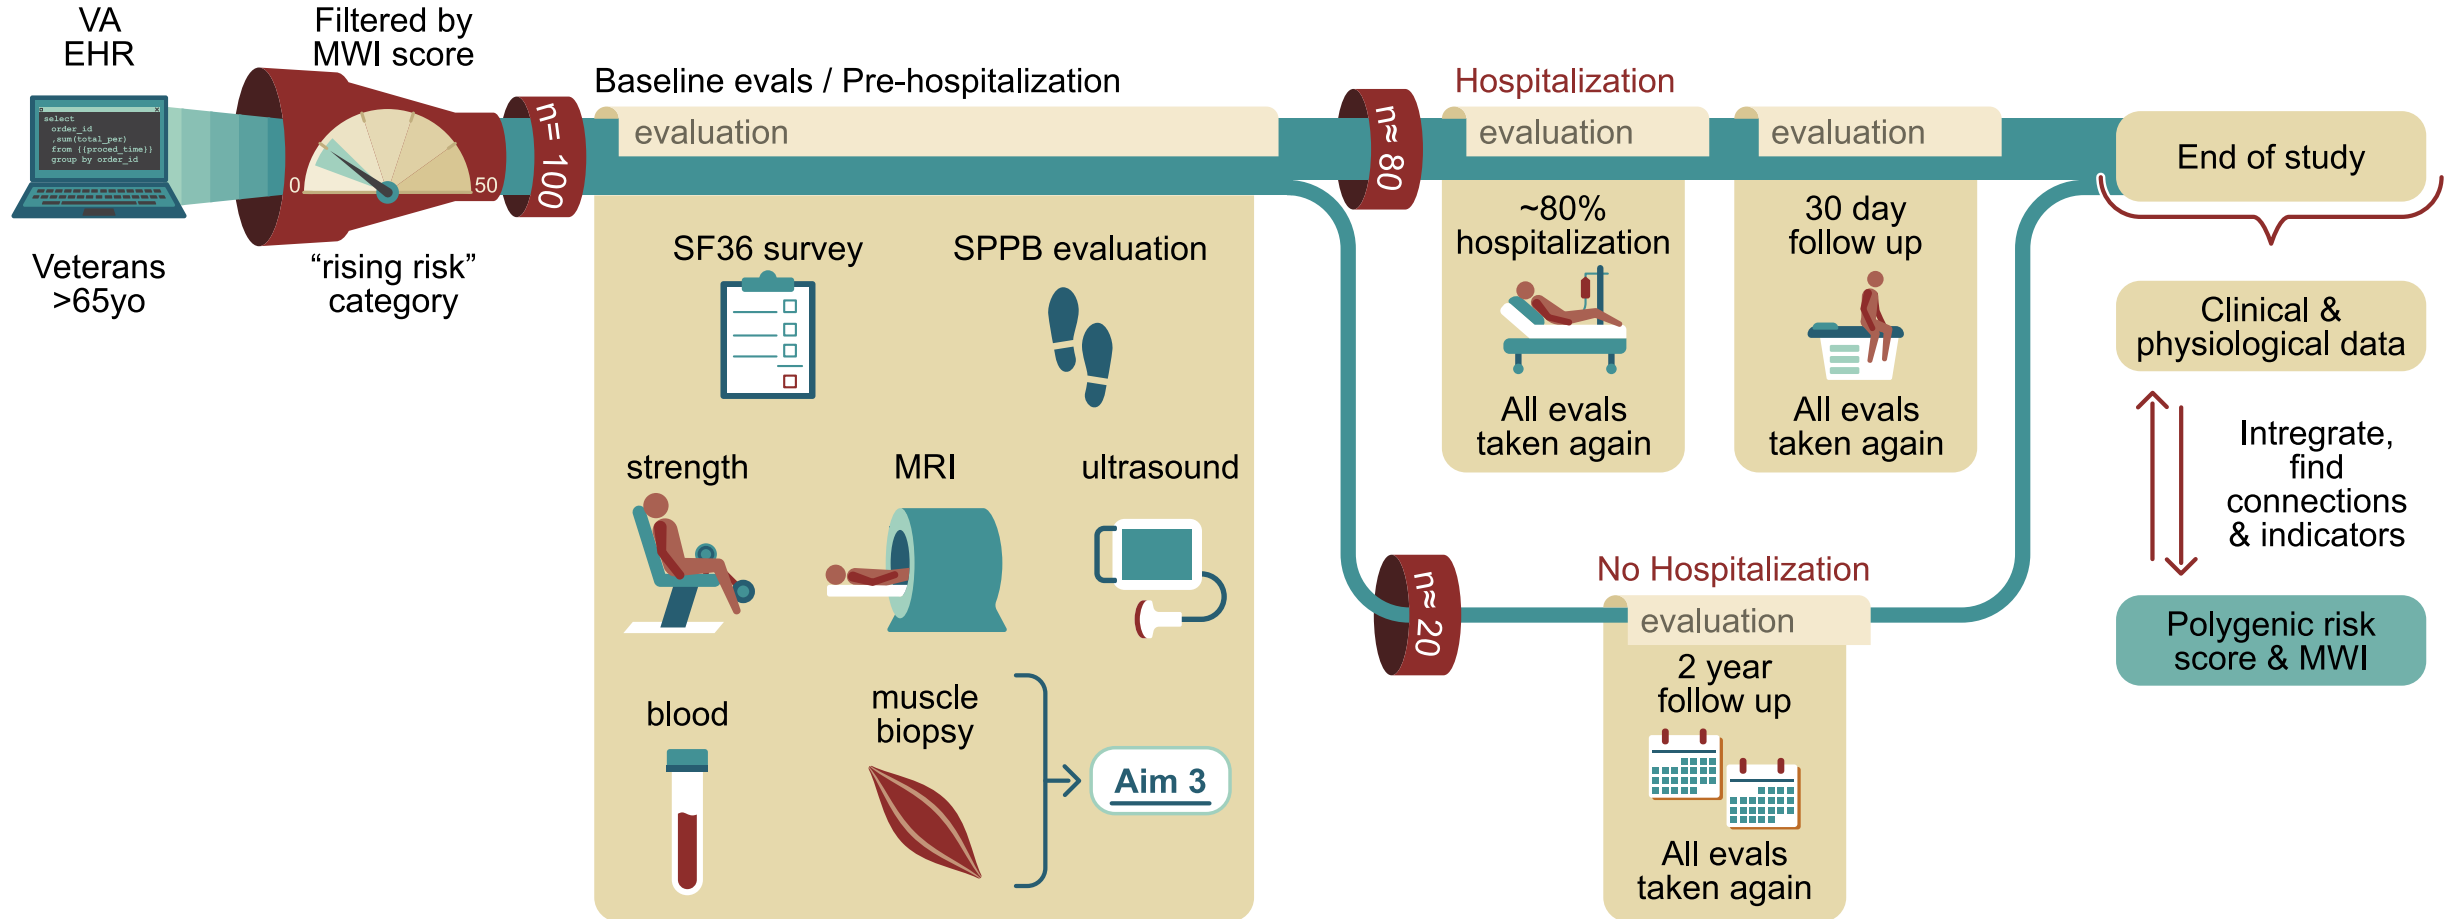 VA
EHR
select
order_id
,sum(total_per)
from {{proced_time}}
group by order_id
Veterans
>65yo
Filtered by
MWI score
0
50
“rising risk”
category
n= 100
Baseline evals / Pre-hospitalization
evaluation
SF36 survey
SPPB evaluation
strength
MRI
ultrasound
blood
muscle
biopsy
Aim 3
n≈ 80
Hospitalization
evaluation
~80%
hospitalization
All evals
taken again
evaluation
30 day
follow up
All evals
taken again
n≈ 20
No Hospitalization
evaluation
2 year
follow up
All evals
taken again
End of study
Clinical &
physiological data
Intregrate,
find
connections
& indicators
Polygenic risk
score & MWI